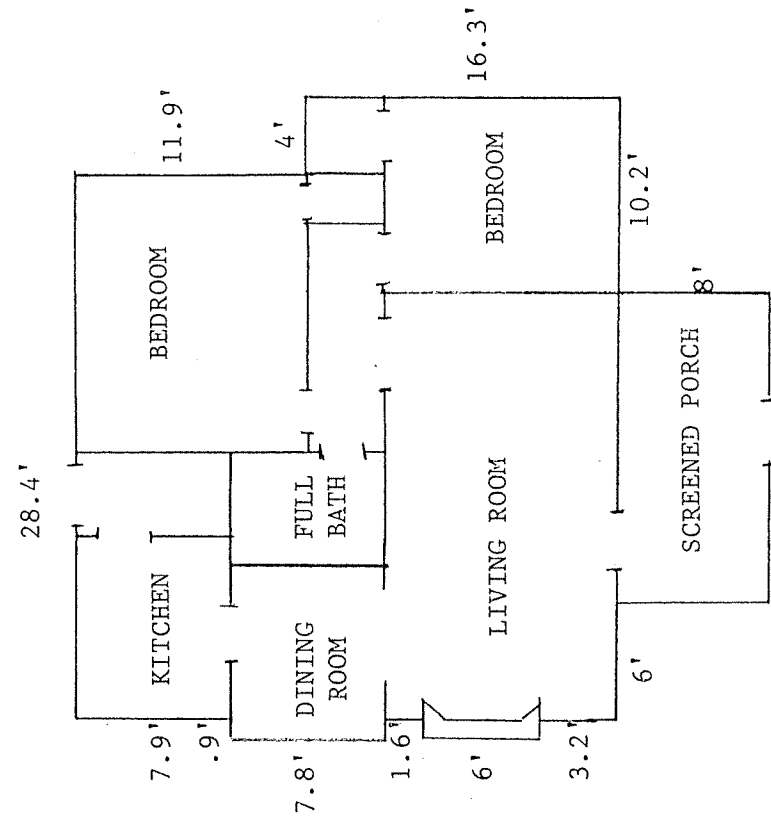 28.4'
11.9'
4'
16.3'
10.2'
8'
6'
3.2'
6'
1.6'
7.8'
.9'
7.9'
BEDROOM
BEDROOM
KITCHEN
FULL
BATH
DINING
ROOM
LIVING ROOM
SCREENED PORCH